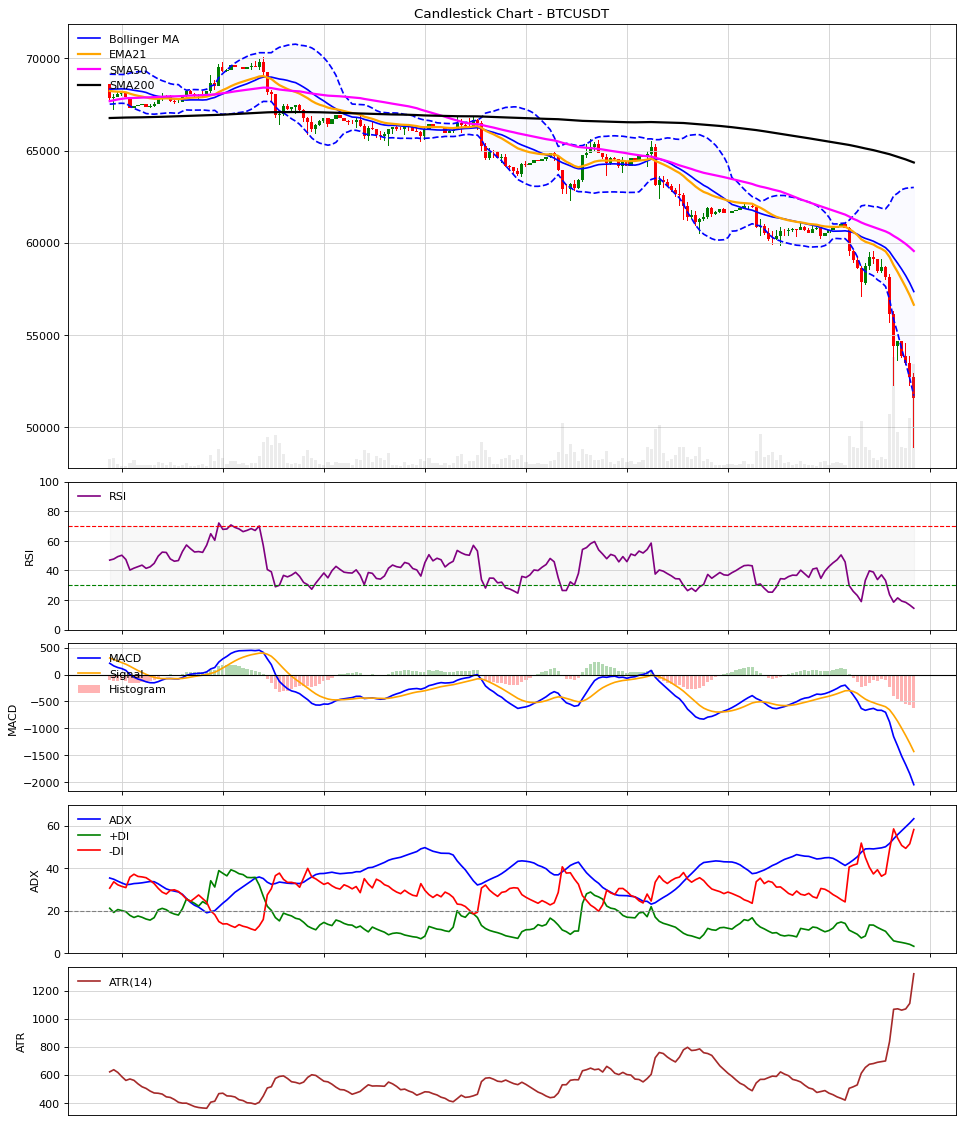 Candlestick Chart - BTCUSDT
Bollinger MA
EMA21
SMA50
SMA200
70000
65000
60000
55000
50000
RSI
RSI
100
80
60
40
20
0
MACD
Signal
Histogram
MACD
500
0
−500
−1000
−1500
−2000
ADX
+DI
-DI
ADX
60
40
20
0
ATR(14)
ATR
1200
1000
800
600
400